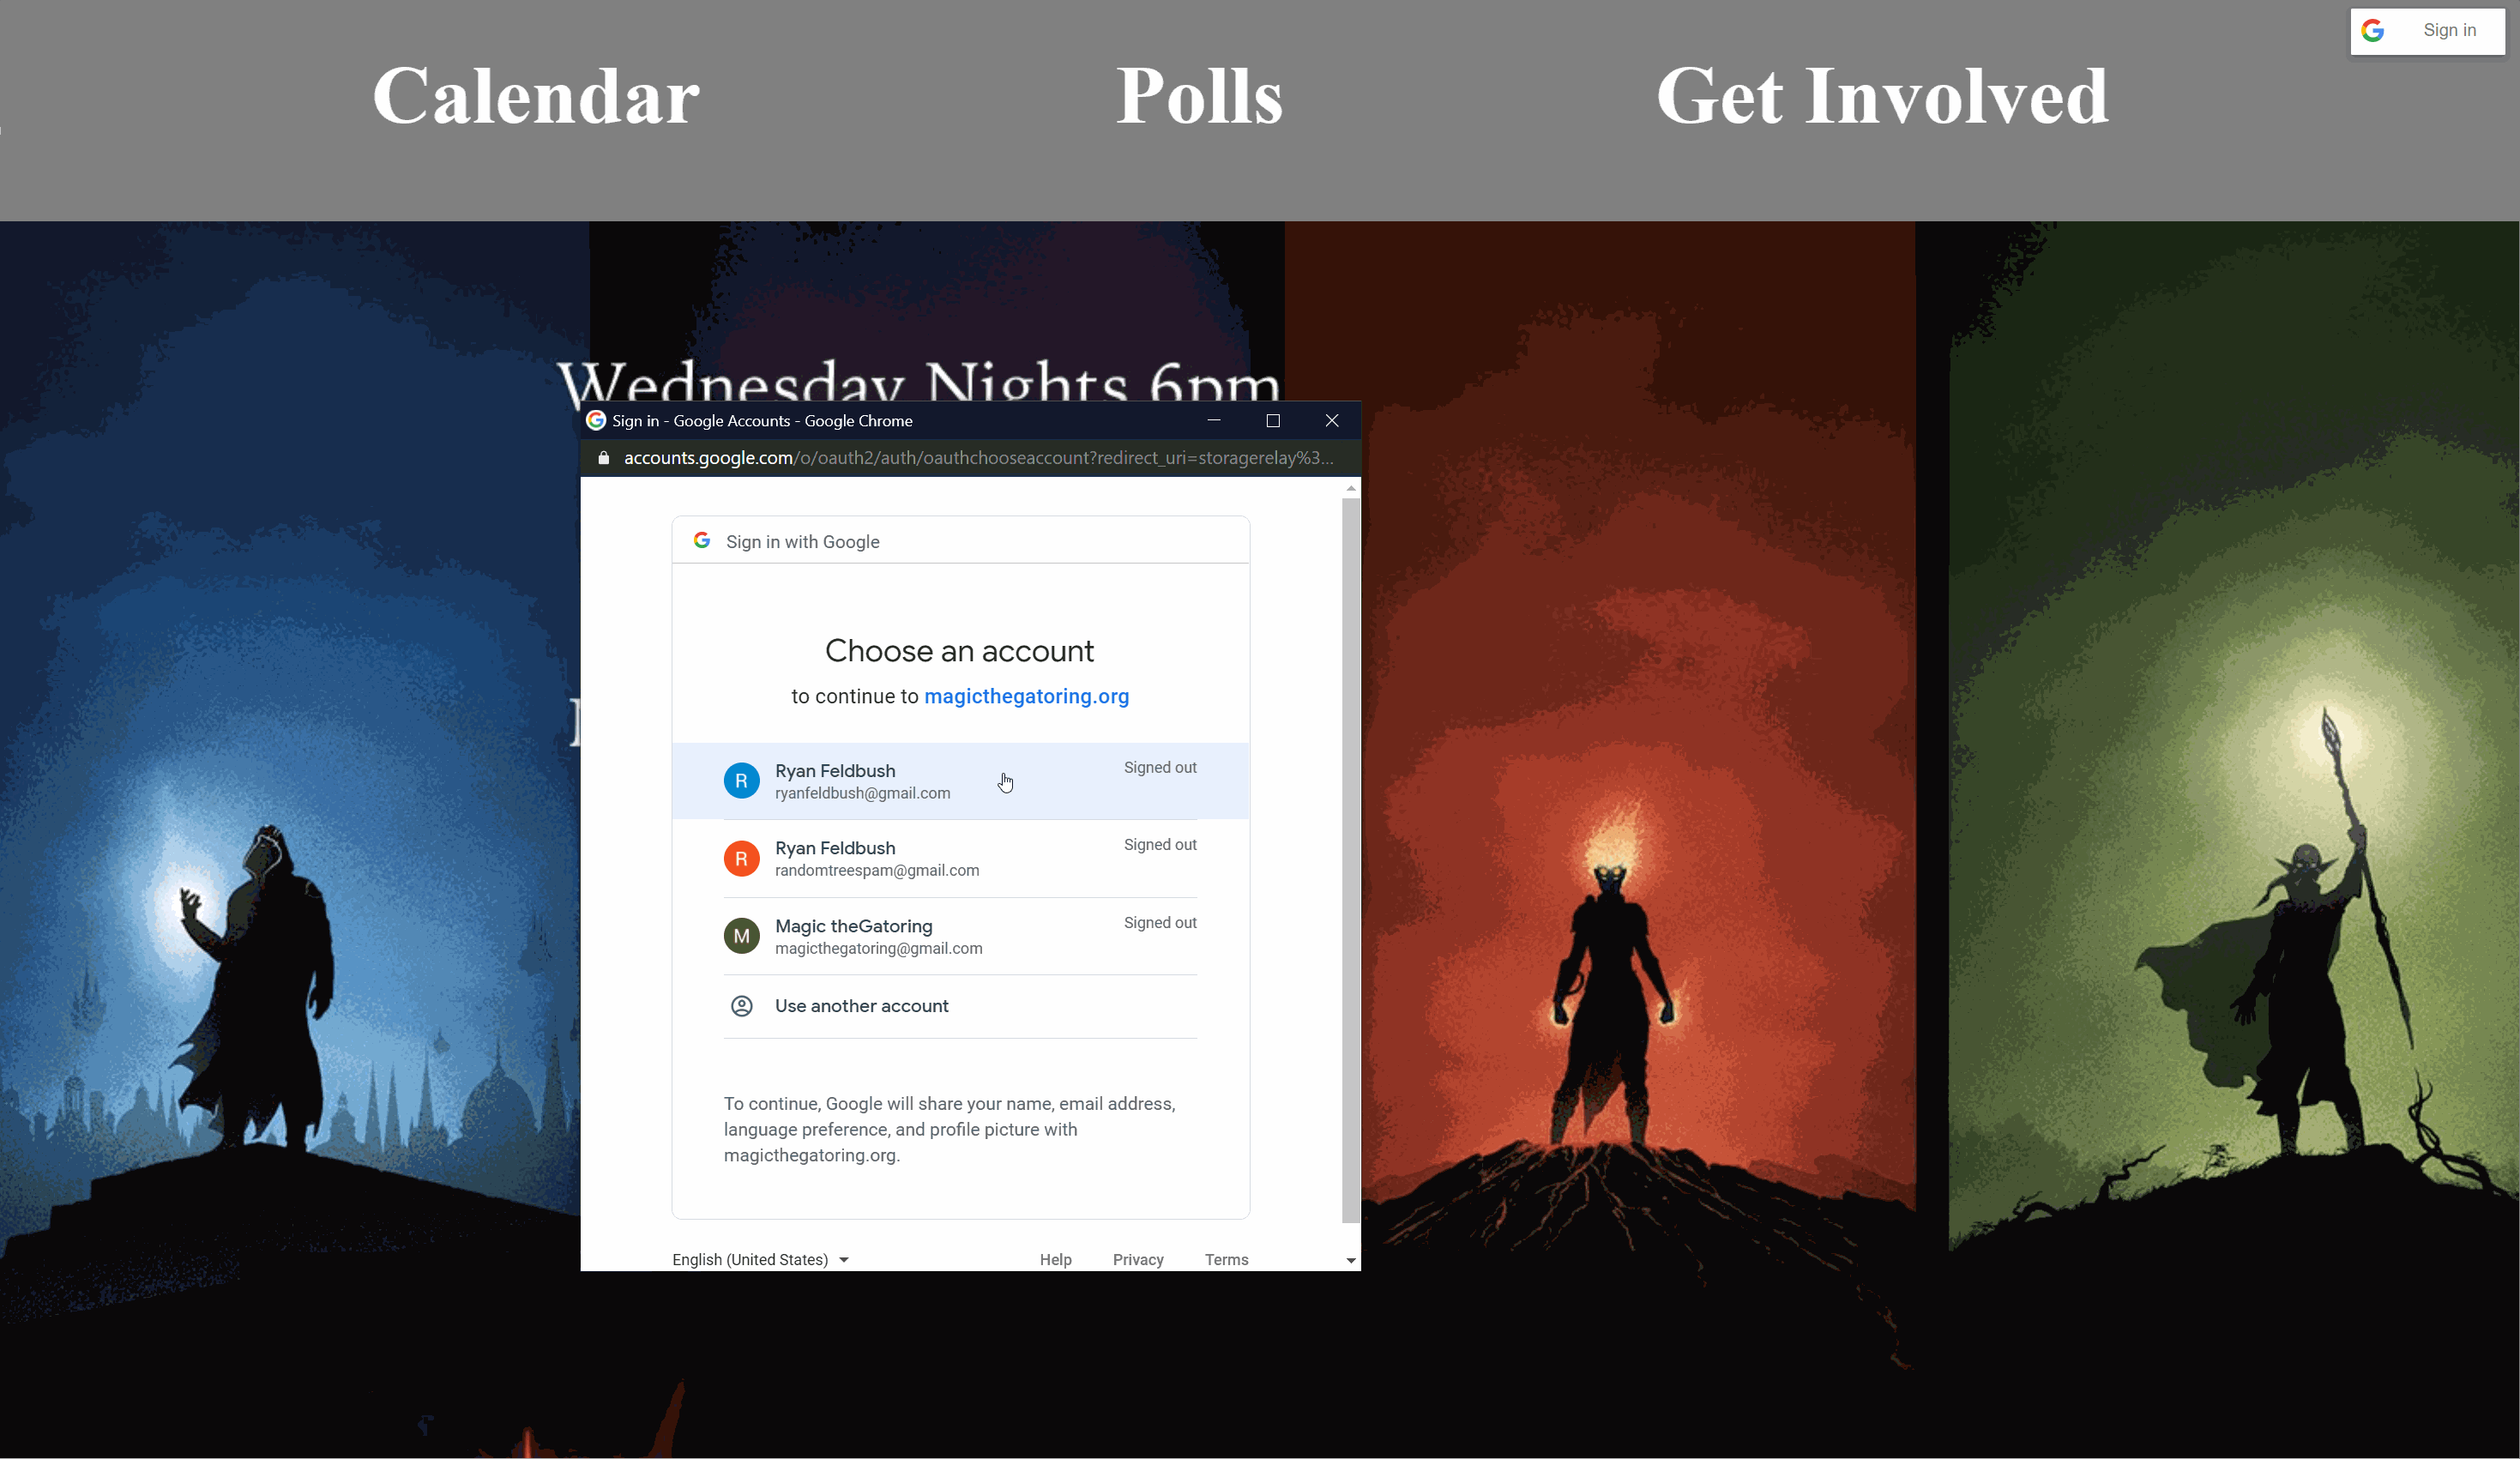 Sign in
Calendar Polls Get Involved
Wednesday Nights 6pm
Sign in - Google Accounts - Google Chrome
accounts.google.com/o/oauth2/auth/oauthchooseaccount?redirect_uri=storagerelay%3...
Sign in with Google
Choose an account
to continue to magicthegatoring.org
R Ryan Feldbush Signed out
ryanfeldbush@gmail.com
R Ryan Feldbush Signed out
randomtreespam@gmail.com
M Magic theGatoring Signed out
magicthegatoring@gmail.com
Use another account
To continue, Google will share your name, email address,
language preference, and profile picture with
magicthegatoring.org.
English (United States) Help Privacy Terms